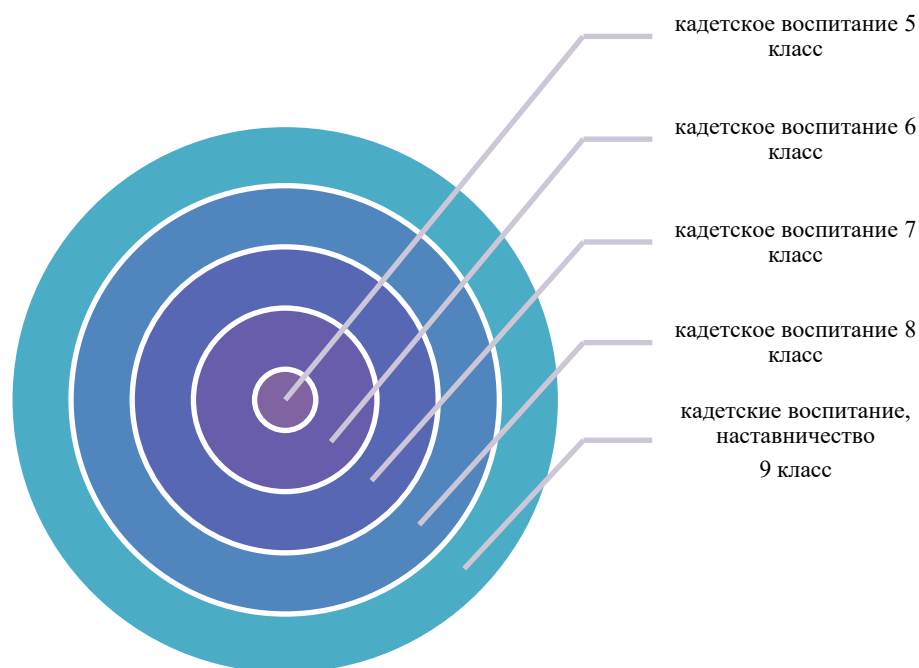 кадетское воспитание 5
класс
кадетское воспитание 6
класс
кадетское воспитание 7
класс
кадетское воспитание 8
класс
кадетские воспитание,
наставничество
9 класс